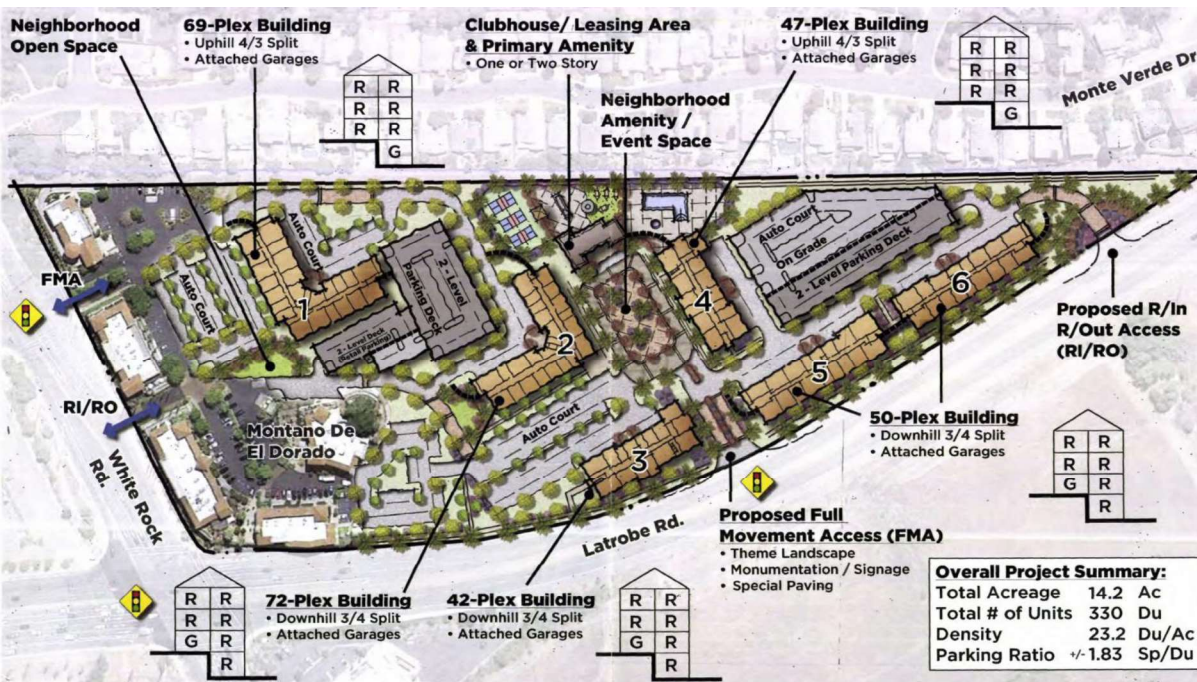 Neighborhood
Open Space
69-Plex Building
• Uphill 4/3 Split
• Attached Garages
R R
R R
R R
G
Clubhouse/ Leasing Area
& Primary Amenity
• One or Two Story
Neighborhood
Amenity /
Event Space
47-Plex Building
• Uphill 4/3 Split
• Attached Garages
R R
R R
R R
G
Monte Verde Dr
FMA
Auto Court
Auto Court
1
2 - Level
Parking Deck
2 - Level Deck
(Retail Parking)
2
4
Auto Court
On Grade
2 - Level Parking Deck
6
Proposed R/In
R/Out Access
(RI/RO)
RI/RO
Montano De
El Dorado
Auto Court
3
5
50-Plex Building
• Downhill 3/4 Split
• Attached Garages
R R
R R
G R
R
White Rock
Rd.
Latrobe Rd.
Proposed Full
Movement Access (FMA)
• Theme Landscape
• Monumentation / Signage
• Special Paving
R R
R R
G R
R
72-Plex Building
• Downhill 3/4 Split
• Attached Garages
42-Plex Building
• Downhill 3/4 Split
• Attached Garages
R R
R R
G R
R
Overall Project Summary:
Total Acreage 14.2 Ac
Total # of Units 330 Du
Density 23.2 Du/Ac
Parking Ratio +/- 1.83 Sp/Du